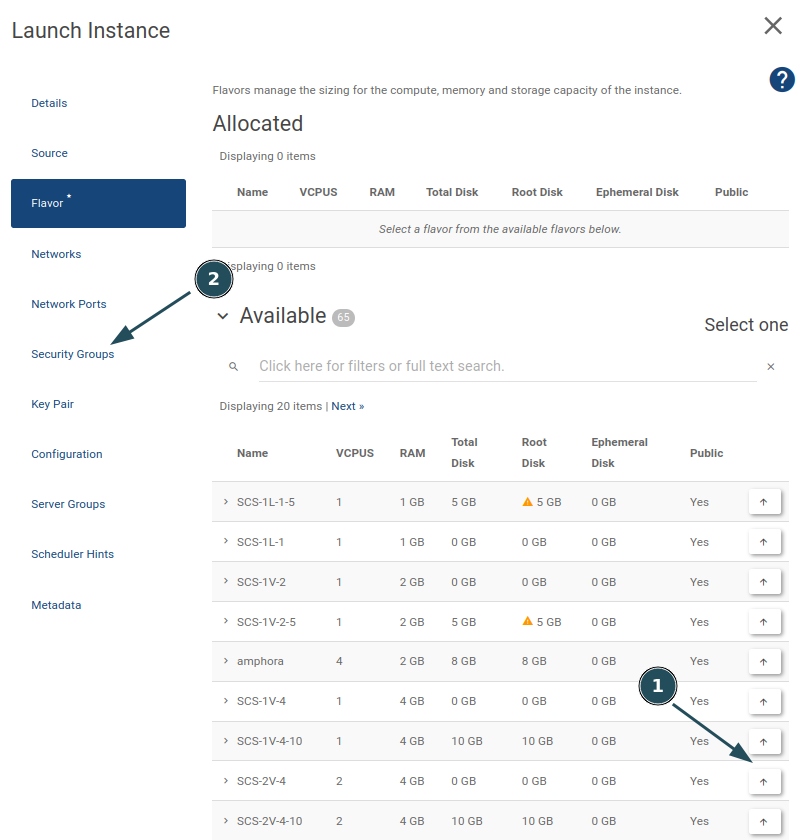 Launch Instance
Details
Source
Flavor *
Networks
Network Ports
Security Groups
Key Pair
Configuration
Server Groups
Scheduler Hints
Metadata
?
Flavors manage the sizing for the compute, memory and storage capacity of the instance.
Allocated
Displaying 0 items
Name VCPUS RAM Total Disk Root Disk Ephemeral Disk Public
Select a flavor from the available flavors below.
isplaying 0 items
2
Available 65
Select one
Click here for filters or full text search.
Displaying 20 items | Next »
Name VCPUS RAM Total Disk Root Disk Ephemeral Disk Public
SCS-1L-1-5 1 1 GB 5 GB 5 GB 0 GB Yes
SCS-1L-1 1 1 GB 0 GB 0 GB 0 GB Yes
SCS-1V-2 1 2 GB 0 GB 0 GB 0 GB Yes
SCS-1V-2-5 1 2 GB 5 GB 5 GB 0 GB Yes
amphora 4 2 GB 8 GB 8 GB 0 GB Yes
1
SCS-1V-4 1 4 GB 0 GB 0 GB 0 GB Yes
SCS-1V-4-10 1 4 GB 10 GB 10 GB 0 GB Yes
SCS-2V-4 2 4 GB 0 GB 0 GB 0 GB Yes
SCS-2V-4-10 2 4 GB 10 GB 10 GB 0 GB Yes